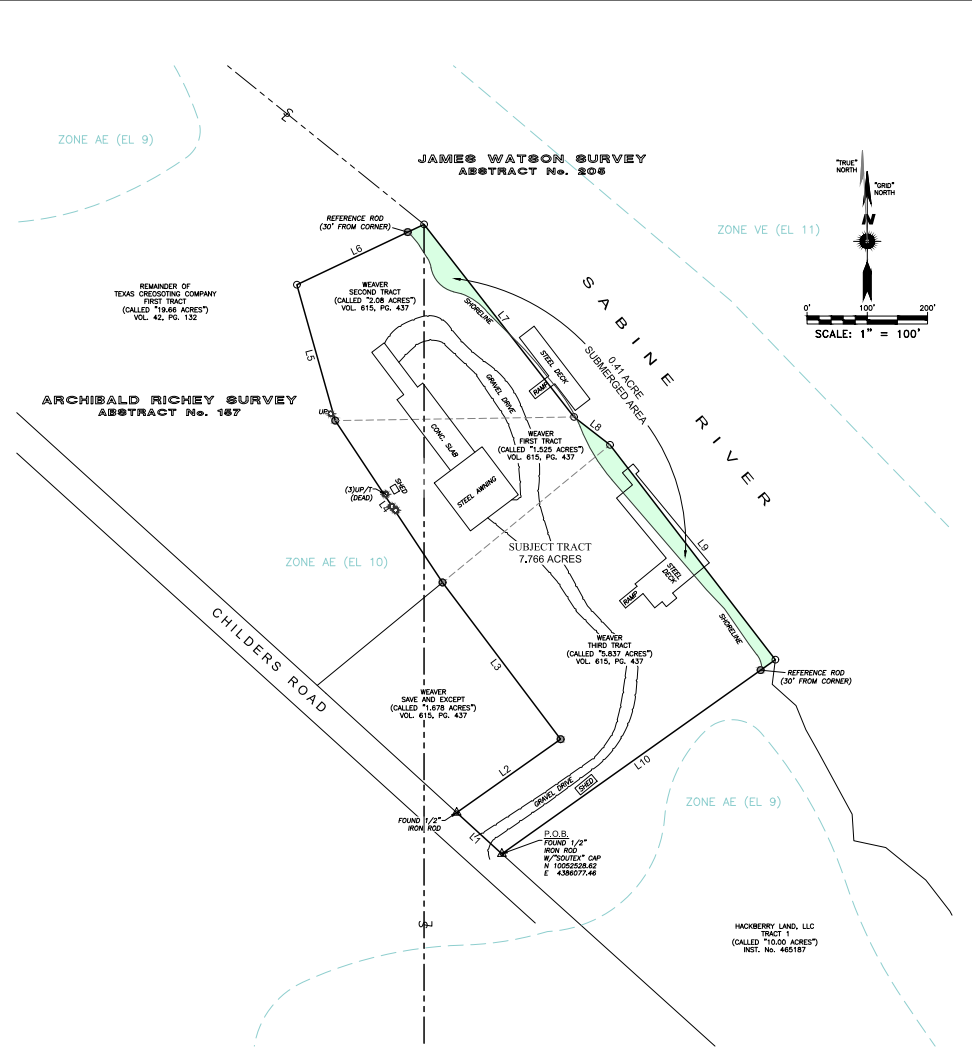 ZONE AE (EL 9)
SL
JAMES WATSON SURVEY
ABSTRACT No. 205
"TRUE"
NORTH
"GRID"
NORTH
N
0'
100'
200'
SCALE: 1" = 100'
ZONE VE (EL 11)
REFERENCE ROD
(30' FROM CORNER)
L6
REMAINDER OF
TEXAS CREOSOTING COMPANY
FIRST TRACT
(CALLED "19.66 ACRES")
VOL. 42, PG. 132
WEAVER
SECOND TRACT
(CALLED "2.08 ACRES")
VOL. 615, PG. 437
SHORELINE
L7
SABINE RIVER
L5
STEEL DECK
RAMP
0.41 ACRE
SUBMERGED AREA
GRAVEL DRIVE
ARCHIBALD RICHEY SURVEY
ABSTRACT No. 157
UP
CONC. SLAB
WEAVER
FIRST TRACT
(CALLED "1.525 ACRES")
VOL. 615, PG. 437
L8
(3)UP/T
(DEAD)
SHED
L4
STEEL AWNING
SUBJECT TRACT
7.766 ACRES
L9
STEEL
DECK
RAMP
SHORELINE
ZONE AE (EL 10)
CHILDERS ROAD
L3
WEAVER
THIRD TRACT
(CALLED "5.837 ACRES")
VOL. 615, PG. 437
REFERENCE ROD
(30' FROM CORNER)
WEAVER
SAVE AND EXCEPT
(CALLED "1.678 ACRES")
VOL. 615, PG. 437
L2
L10
GRAVEL DRIVE
SHED
ZONE AE (EL 9)
FOUND 1/2"
IRON ROD
L1
P.O.B.
FOUND 1/2"
IRON ROD
W/"SOUTEX" CAP
N 10052528.62
E 4386077.46
SL
HACKBERRY LAND, LLC
TRACT 1
(CALLED "10.00 ACRES")
INST. No. 465187